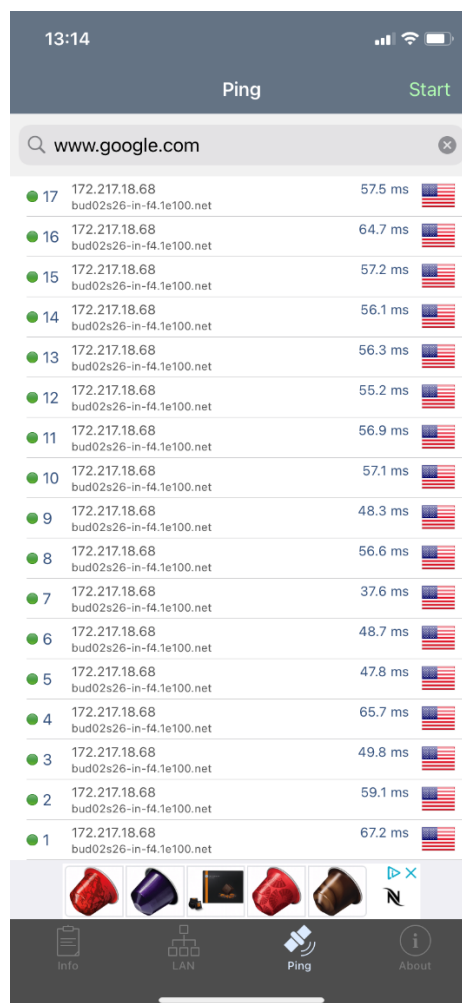 13:14
Ping
Start
www.google.com
17 172.217.18.68 57.5 ms
bud02s26-in-f4.1e100.net
16 172.217.18.68 64.7 ms
bud02s26-in-f4.1e100.net
15 172.217.18.68 57.2 ms
bud02s26-in-f4.1e100.net
14 172.217.18.68 56.1 ms
bud02s26-in-f4.1e100.net
13 172.217.18.68 56.3 ms
bud02s26-in-f4.1e100.net
12 172.217.18.68 55.2 ms
bud02s26-in-f4.1e100.net
11 172.217.18.68 56.9 ms
bud02s26-in-f4.1e100.net
10 172.217.18.68 57.1 ms
bud02s26-in-f4.1e100.net
9 172.217.18.68 48.3 ms
bud02s26-in-f4.1e100.net
8 172.217.18.68 56.6 ms
bud02s26-in-f4.1e100.net
7 172.217.18.68 37.6 ms
bud02s26-in-f4.1e100.net
6 172.217.18.68 48.7 ms
bud02s26-in-f4.1e100.net
5 172.217.18.68 47.8 ms
bud02s26-in-f4.1e100.net
4 172.217.18.68 65.7 ms
bud02s26-in-f4.1e100.net
3 172.217.18.68 49.8 ms
bud02s26-in-f4.1e100.net
2 172.217.18.68 59.1 ms
bud02s26-in-f4.1e100.net
1 172.217.18.68 67.2 ms
bud02s26-in-f4.1e100.net
N
Info
LAN
Ping
About